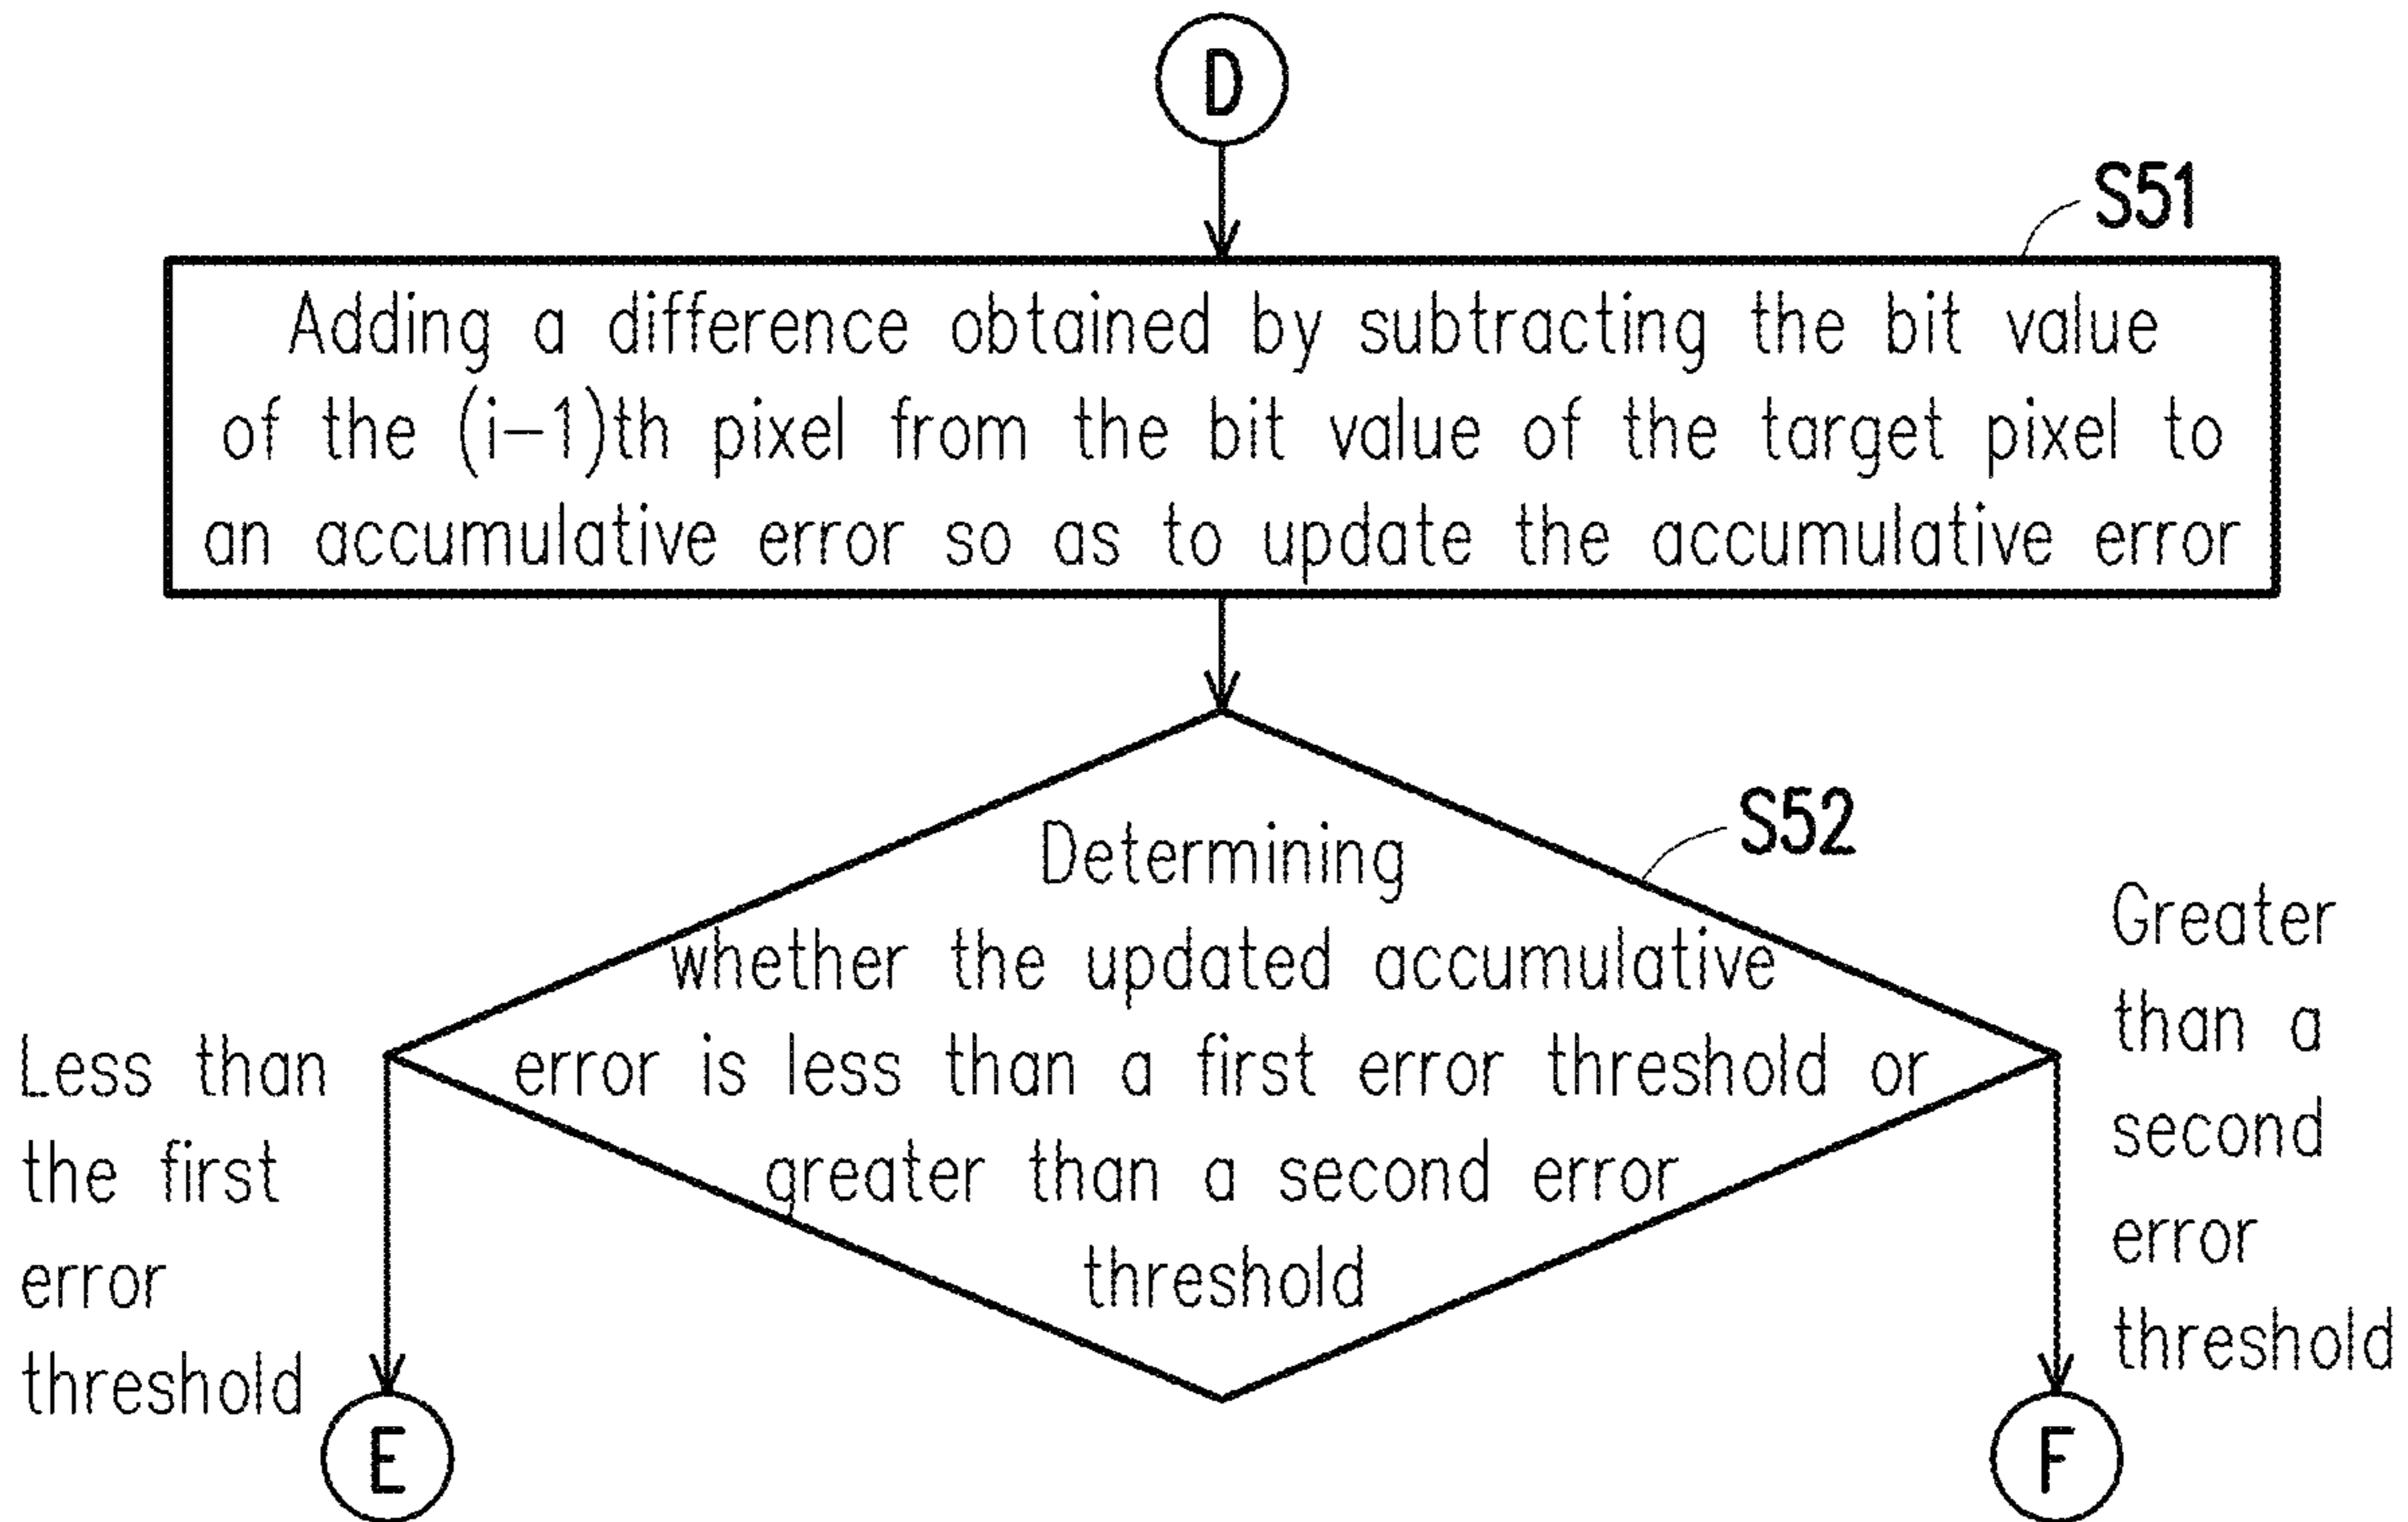 D
S51
Adding a difference obtained by subtracting the bit value
of the (i-1)th pixel from the bit value of the target pixel to
an accumulative error so as to update the accumulative error
S52
Determining
whether the updated accumulative
error is less than a first error threshold or
greater than a second error
threshold
Less than
the first
error
threshold
Greater
than a
second
error
threshold
E
F